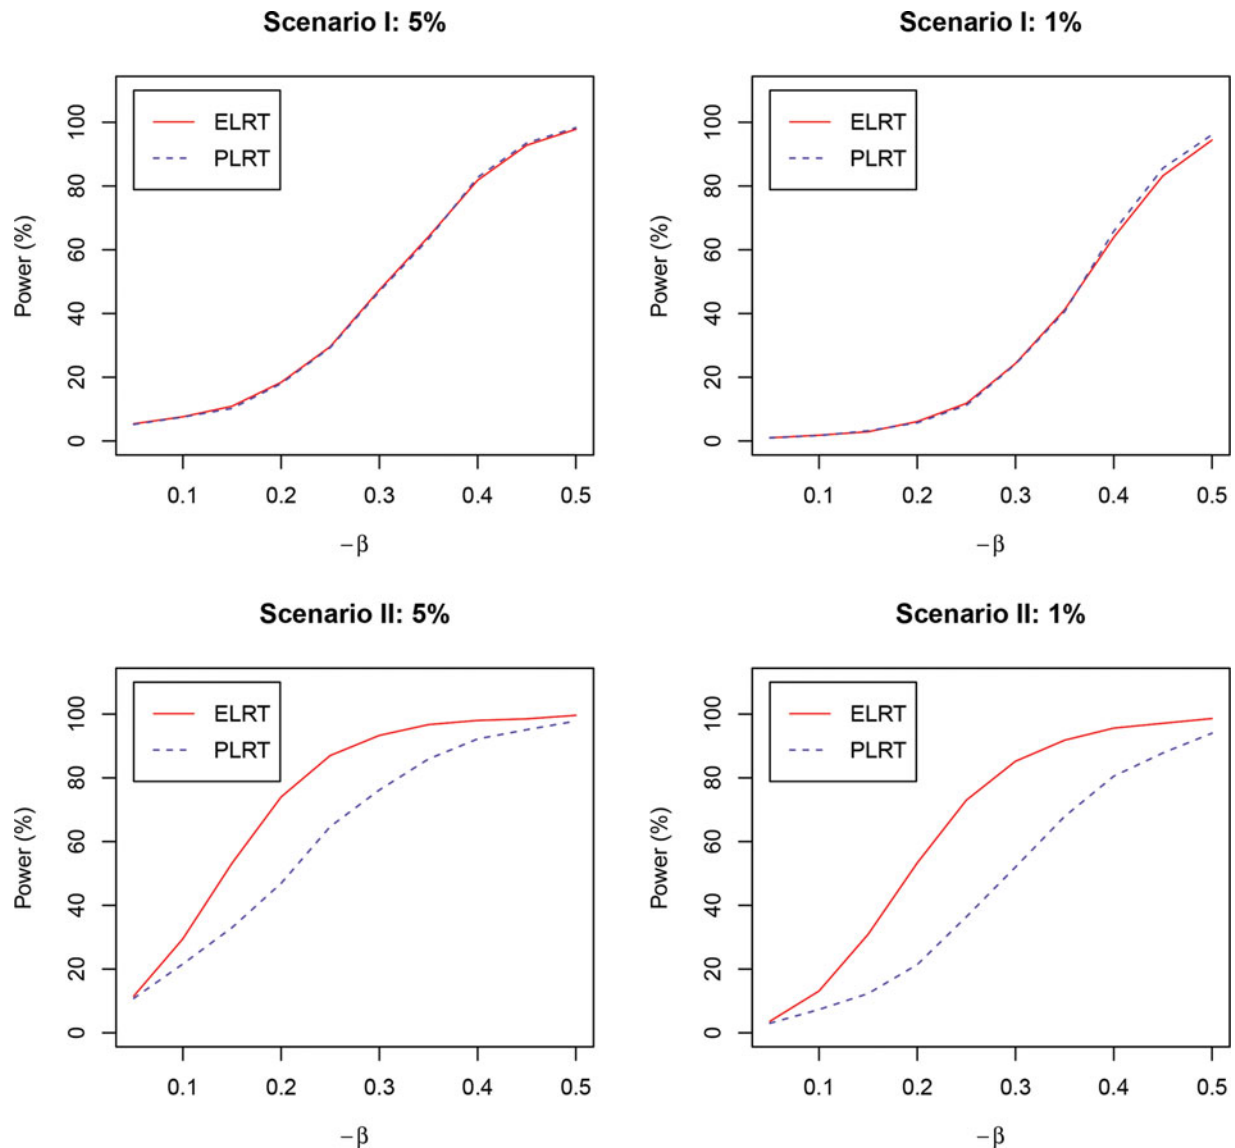 Scenario I: 5%
ELRT
PLRT
Power (%)
0
20
40
60
80
100
0.1
0.2
0.3
0.4
0.5
−β
Scenario I: 1%
ELRT
PLRT
Power (%)
0
20
40
60
80
100
0.1
0.2
0.3
0.4
0.5
−β
Scenario II: 5%
ELRT
PLRT
Power (%)
0
20
40
60
80
100
0.1
0.2
0.3
0.4
0.5
−β
Scenario II: 1%
ELRT
PLRT
Power (%)
0
20
40
60
80
100
0.1
0.2
0.3
0.4
0.5
−β